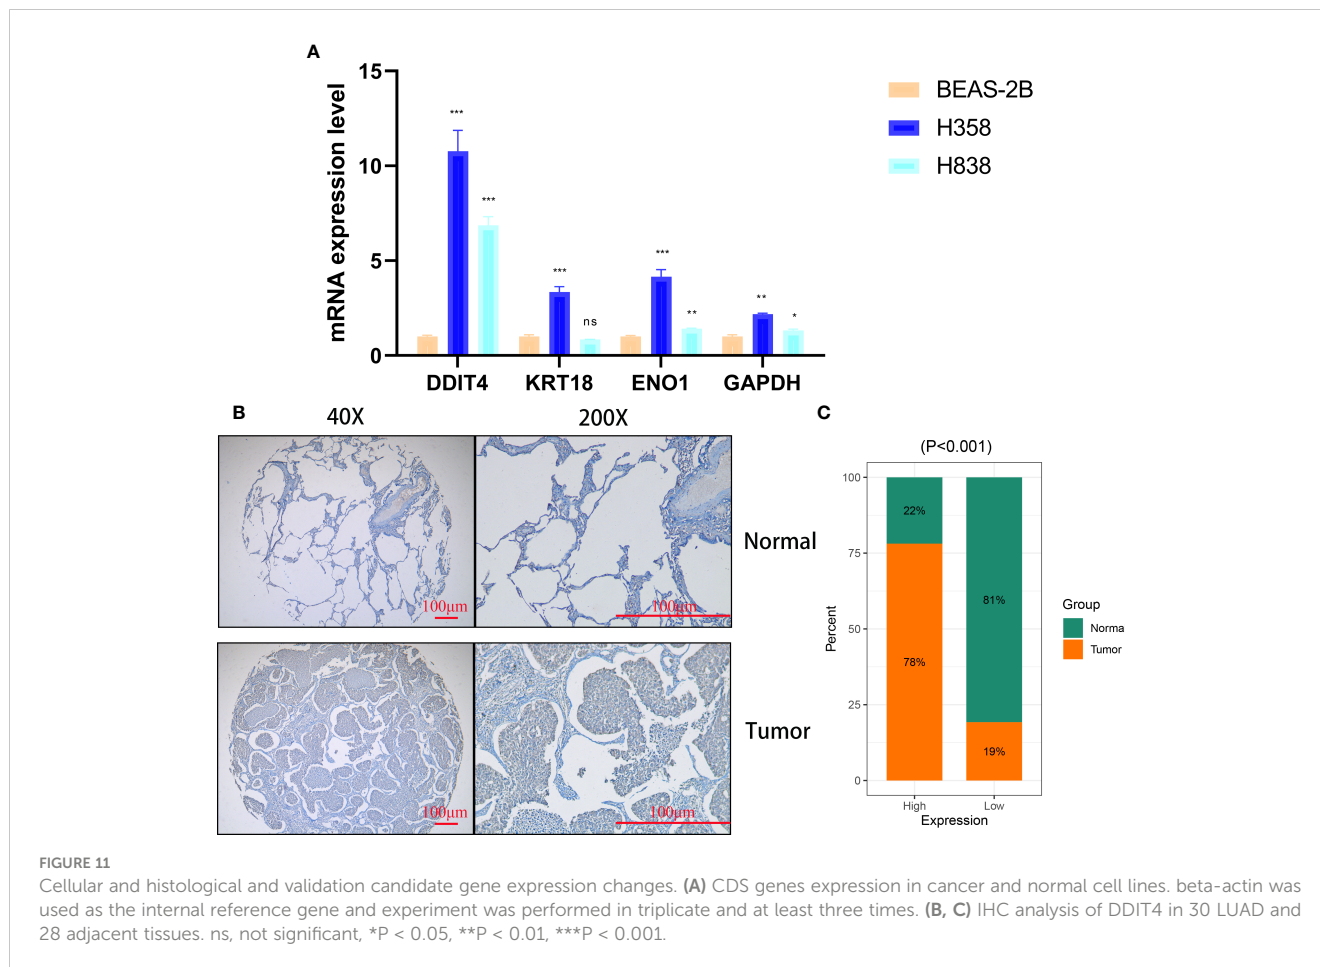 A
15
10
5
0
mRNA expression level
***
***
***
ns
***
**
**
*
DDIT4
KRT18
ENO1
GAPDH
BEAS-2B
H358
H838
B
40X
200X
100μm
100μm
Normal
100μm
100μm
Tumor
C
(P<0.001)
100
75
50
25
0
Percent
22%
78%
81%
19%
High
Low
Expression
Group
Norma
Tumor
FIGURE 11
Cellular and histological and validation candidate gene expression changes. (A) CDS genes expression in cancer and normal cell lines. beta-actin was
used as the internal reference gene and experiment was performed in triplicate and at least three times. (B, C) IHC analysis of DDIT4 in 30 LUAD and
28 adjacent tissues. ns, not significant, *P < 0.05, **P < 0.01, ***P < 0.001.